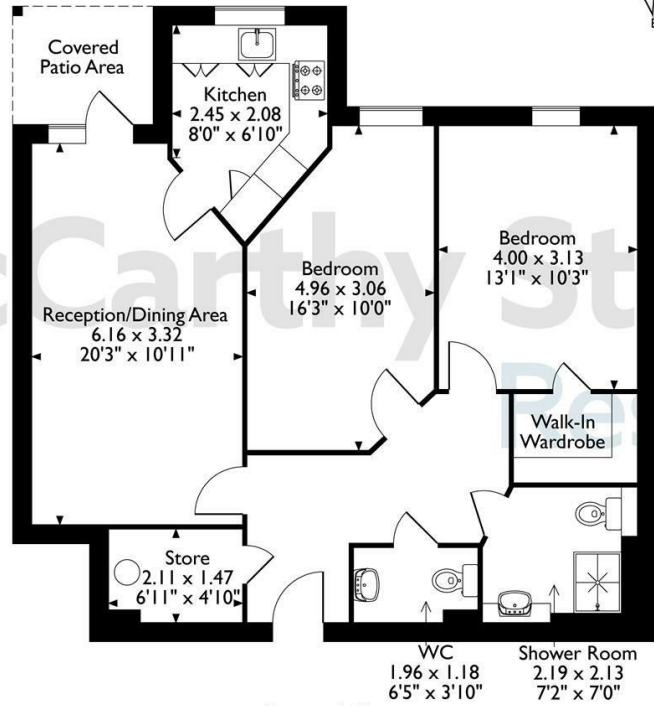 Covered
Patio Area
Kitchen
2.45 x 2.08
8'0" x 6'10"
Bedroom
4.96 x 3.06
16'3" x 10'0"
Bedroom
4.00 x 3.13
13'1" x 10'3"
Reception/Dining Area
6.16 x 3.32
20'3" x 10'11"
Walk-In
Wardrobe
Store
2.11 x 1.47
6'11" x 4'10"
WC
1.96 x 1.18
6'5" x 3'10"
Shower Room
2.19 x 2.13
7'2" x 7'0"